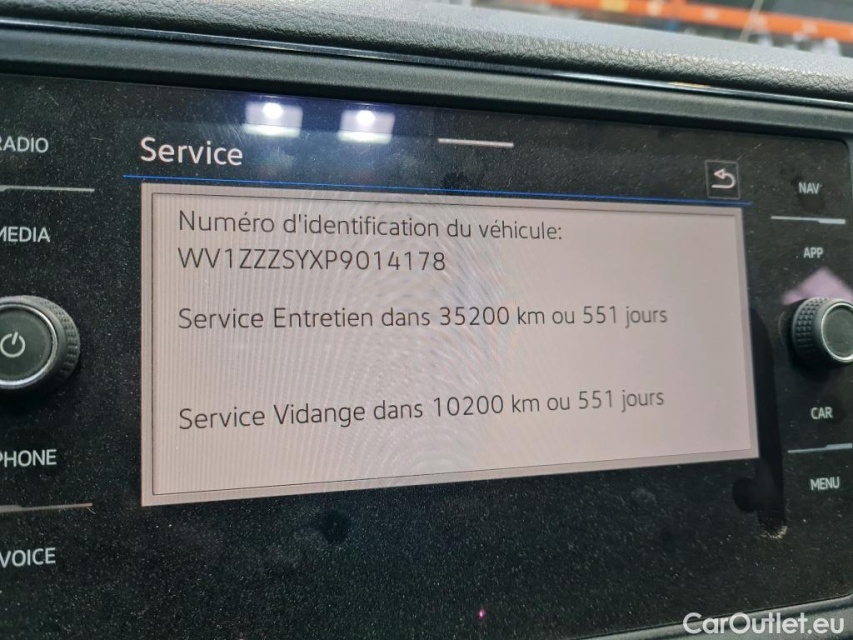 RADIO
MEDIA
PHONE
VOICE
Service
Numéro d'identification du véhicule:
WV1ZZZSYXP9014178
Service Entretien dans 35200 km ou 551 jours
Service Vidange dans 10200 km ou 551 jours
NAV
APP
CAR
MENU
CarOutlet.eu